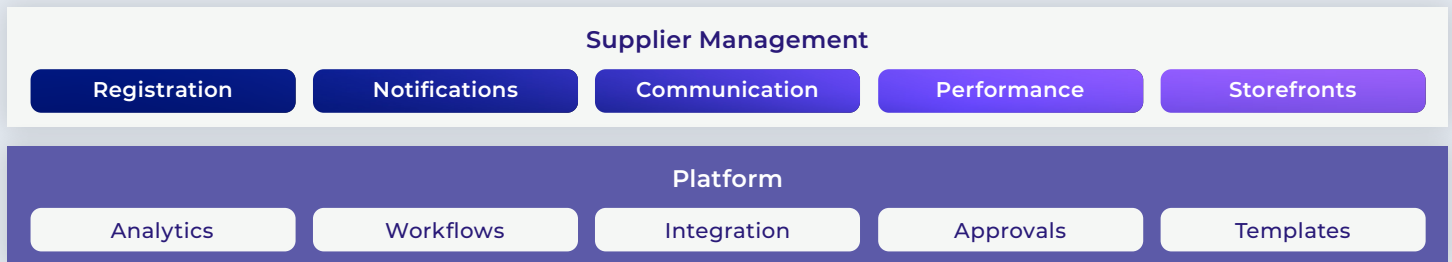 Supplier Management
Registration Notifications Communication Performance Storefronts
Platform
Analytics Workflows Integration Approvals Templates